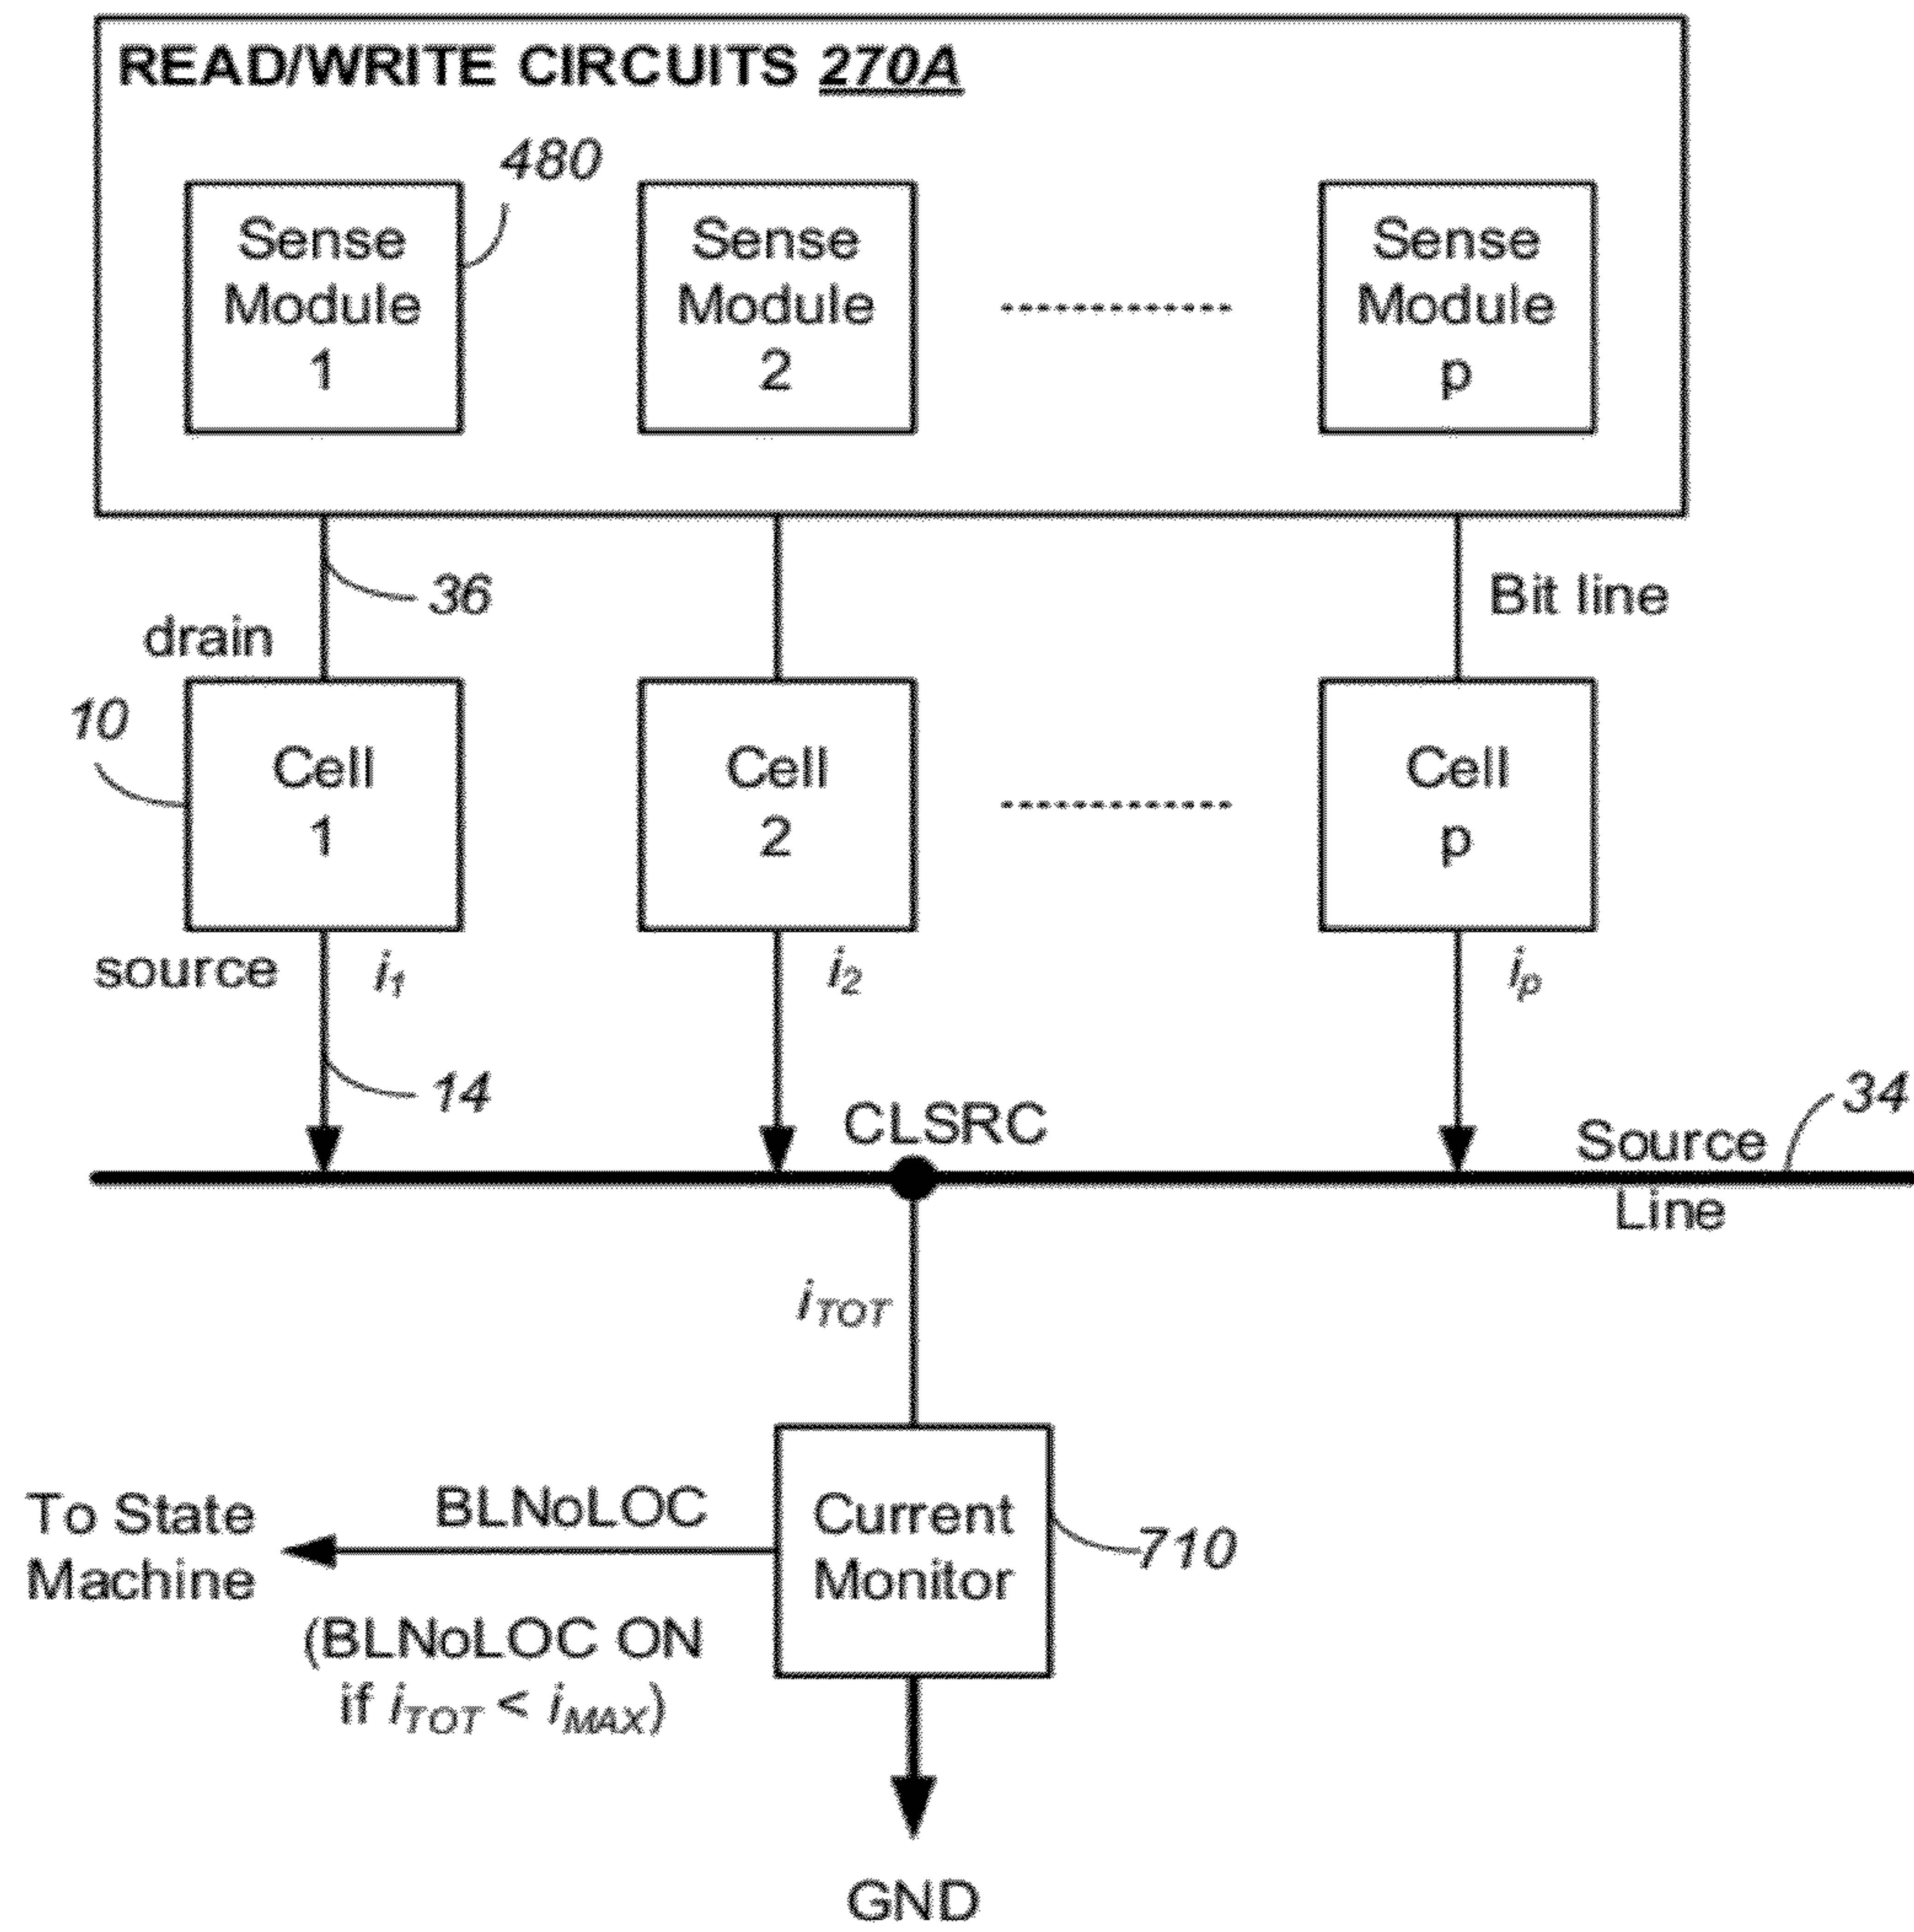 READ/WRITE CIRCUITS 270A
480
Sense
Module
1
Sense
Module
2
Sense
Module
p
36
drain
Bit line
10
Cell
1
Cell
2
Cell
p
source
i1
i2
ip
14
CLSRC
34
Source
Line
iTOT
To State
Machine
BLNoLOC
Current
Monitor
710
(BLNoLOC ON
if iTOT < iMAX)
GND